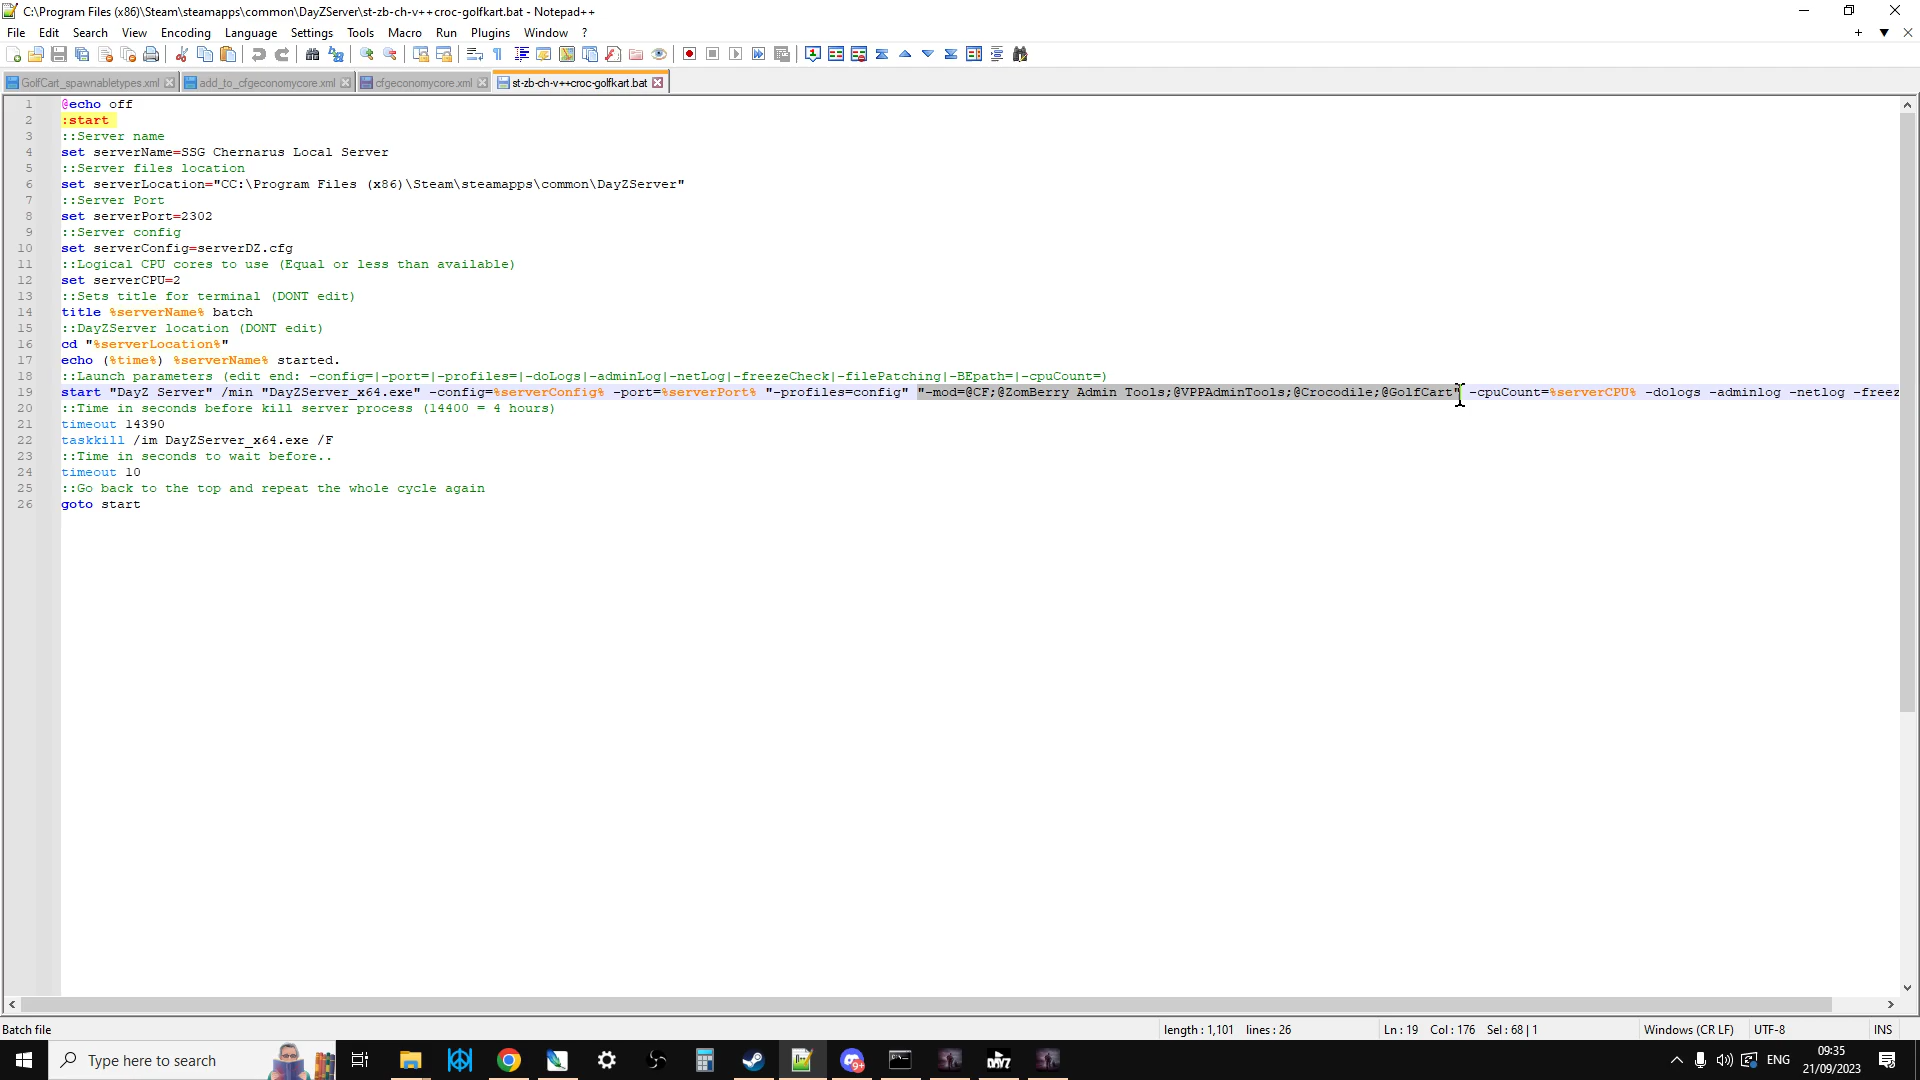 C:\Program Files (x86)\Steam\steamapps\common\DayZServer\st-zb-ch-v++croc-golfkart.bat - Notepad++
File Edit Search View Encoding Language Settings Tools Macro Run Plugins Window ?
GolfCart_spawnabletypes.xml add_to_cfgeconomycore.xml cfgeconomycore.xml st-zb-ch-v++croc-golfkart.bat
1 @echo off
2 :start
3 ::Server name
4 set serverName=SSG Chernarus Local Server
5 ::Server files location
6 set serverLocation="CC:\Program Files (x86)\Steam\steamapps\common\DayZServer"
7 ::Server Port
8 set serverPort=2302
9 ::Server config
10 set serverConfig=serverDZ.cfg
11 ::Logical CPU cores to use (Equal or less than available)
12 set serverCPU=2
13 ::Sets title for terminal (DONT edit)
14 title %serverName% batch
15 ::DayZServer location (DONT edit)
16 cd "%serverLocation%"
17 echo (%time%) %serverName% started.
18 ::Launch parameters (edit end: -config=|-port=|-profiles=|-doLogs|-adminLog|-netLog|-freezeCheck|-filePatching|-BEpath=|-cpuCount=)
19 start "DayZ Server" /min "DayZServer_x64.exe" -config=%serverConfig% -port=%serverPort% "-profiles=config" "-mod=@CF;@ZomBerry Admin Tools;@VPPAdminTools;@Crocodile;@GolfCart" -cpuCount=%serverCPU% -dologs -adminlog -netlog -freez
20 ::Time in seconds before kill server process (14400 = 4 hours)
21 timeout 14390
22 taskkill /im DayZServer_x64.exe /F
23 ::Time in seconds to wait before..
24 timeout 10
25 ::Go back to the top and repeat the whole cycle again
26 goto start
Batch file length : 1,101 lines : 26 Ln : 19 Col : 176 Sel : 68 | 1 Windows (CR LF) UTF-8 INS
Type here to search
DAYZ
9+
ENG
09:35
21/09/2023